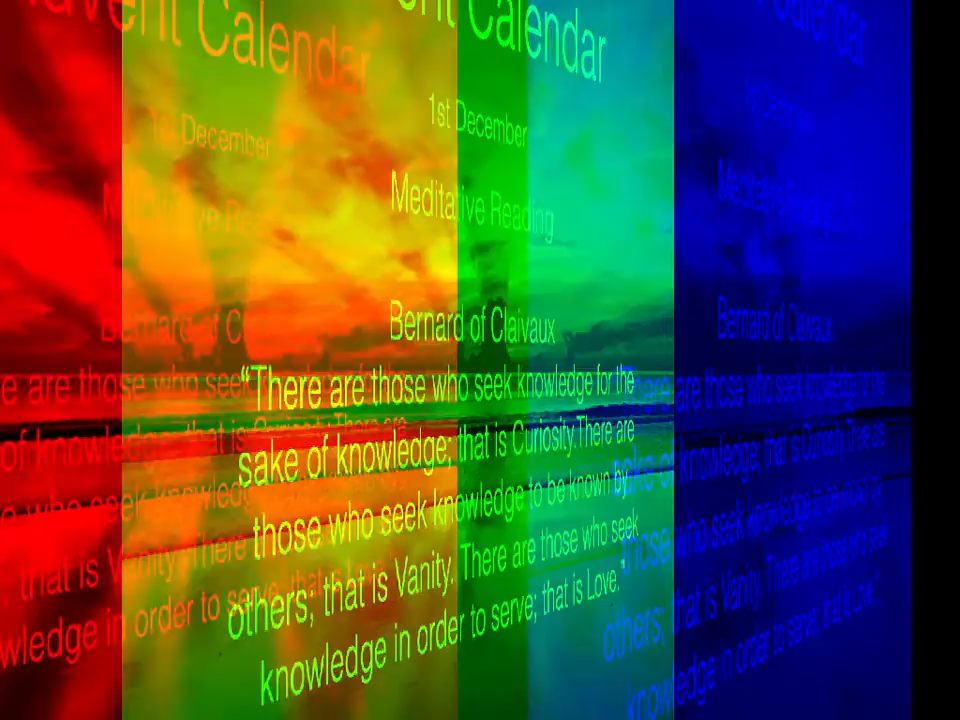 Advent Calendar
1st December
Meditative Reading
Bernard of Claivaux
“There are those who seek knowledge for the
sake of knowledge; that is Curiosity.There are
those who seek knowledge to be known by
others; that is Vanity. There are those who seek
knowledge in order to serve; that is Love.”